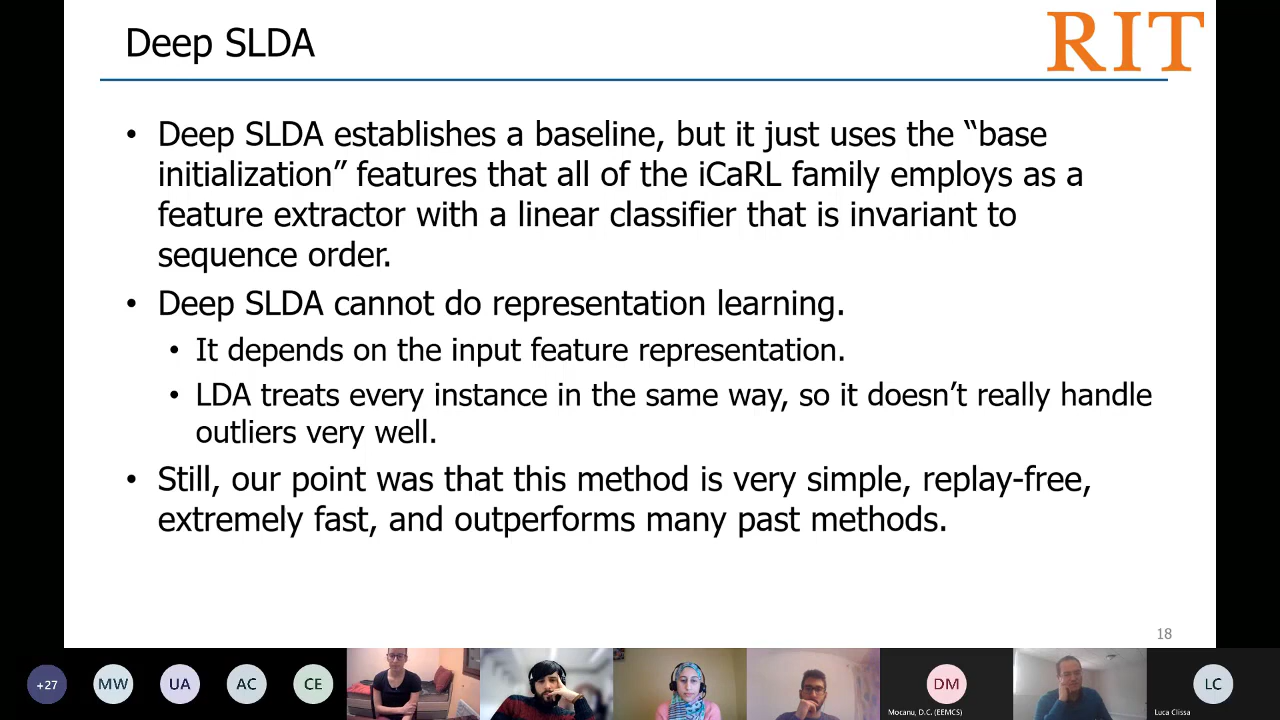 Deep SLDA
RIT
• Deep SLDA establishes a baseline, but it just uses the “base
initialization” features that all of the iCaRL family employs as a
feature extractor with a linear classifier that is invariant to
sequence order.
• Deep SLDA cannot do representation learning.
• It depends on the input feature representation.
• LDA treats every instance in the same way, so it doesn’t really handle
outliers very well.
• Still, our point was that this method is very simple, replay-free,
extremely fast, and outperforms many past methods.
18
+27
MW
UA
AC
CE
DM
Mocanu, D.C. (EEMCS)
LC
Luca Clissa